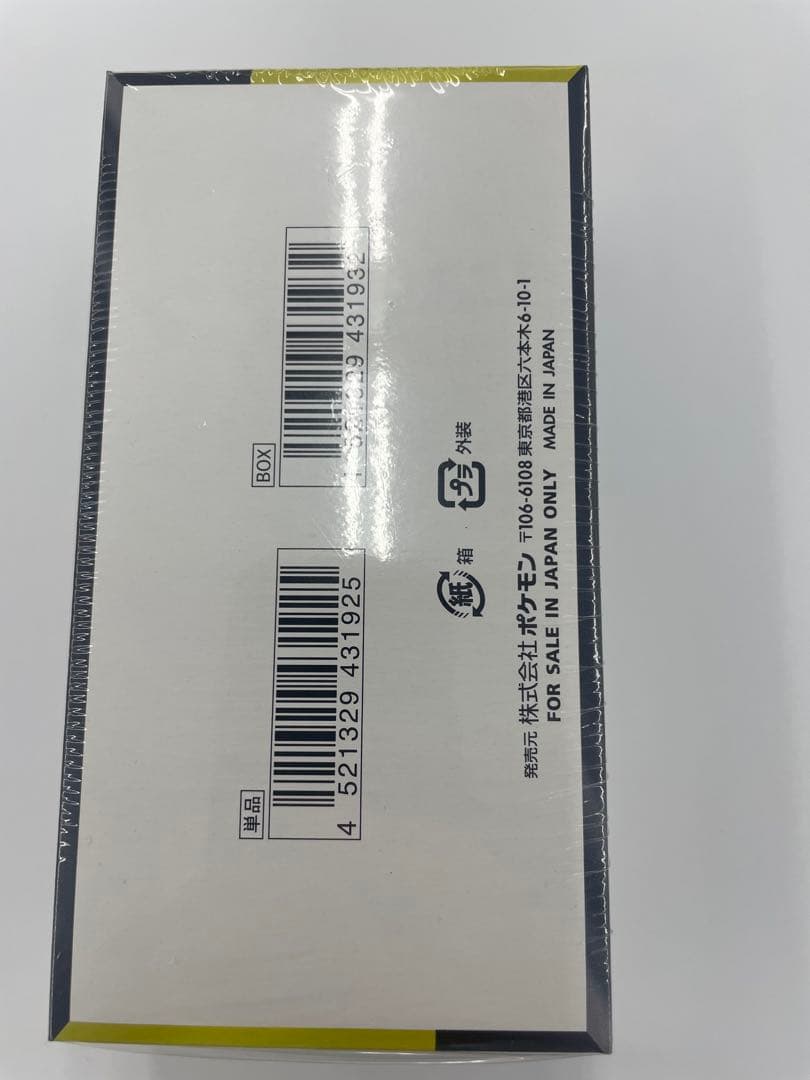 単品
4 521329 431925
BOX
4 521329 431932
紙 箱
プラ 外装
発売元 株式会社 ポケモン 〒106-6108 東京都港区六本木6-10-1
FOR SALE IN JAPAN ONLY MADE IN JAPAN